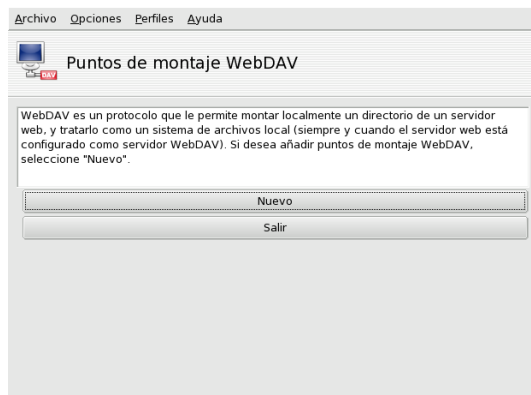 Archivo Opciones Perfiles Ayuda
DAV
Puntos de montaje WebDAV
WebDAV es un protocolo que le permite montar localmente un directorio de un servidor
web, y tratarlo como un sistema de archivos local (siempre y cuando el servidor web está
configurado como servidor WebDAV). Si desea añadir puntos de montaje WebDAV,
seleccione "Nuevo".
Nuevo
Salir